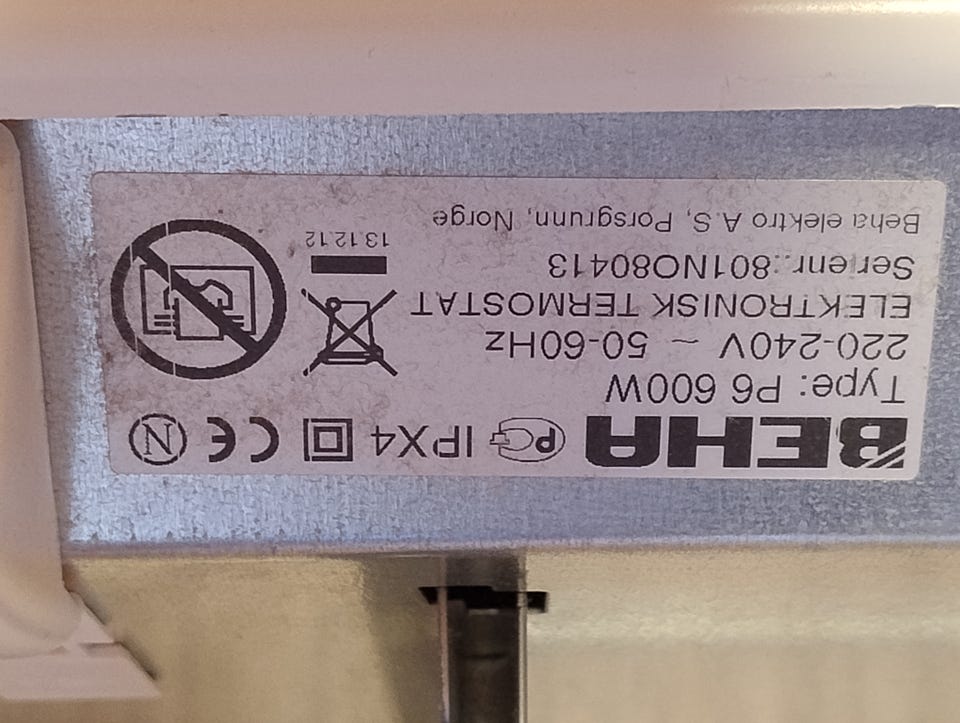 BEHA PC IPX4 CE N
Type: P6 600W
220-240V ~ 50-60Hz
ELEKTRONISK TERMOSTAT
Serienr.:801NO80413
Beha elektro A.S, Porsgrunn, Norge
13.12.12